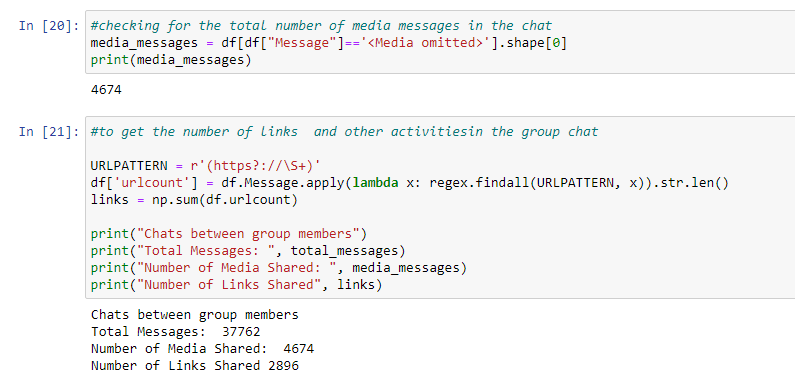 In [20]: #checking for the total number of media messages in the chat
media_messages = df[df["Message"]=='<Media omitted>'].shape[0]
print(media_messages)
4674
In [21]: #to get the number of links  and other activitiesin the group chat
URLPATTERN = r'(https?://\S+)'
df['urlcount'] = df.Message.apply(lambda x: regex.findall(URLPATTERN, x)).str.len()
links = np.sum(df.urlcount)
print("Chats between group members")
print("Total Messages: ", total_messages)
print("Number of Media Shared: ", media_messages)
print("Number of Links Shared", links)
Chats between group members
Total Messages:  37762
Number of Media Shared:  4674
Number of Links Shared 2896